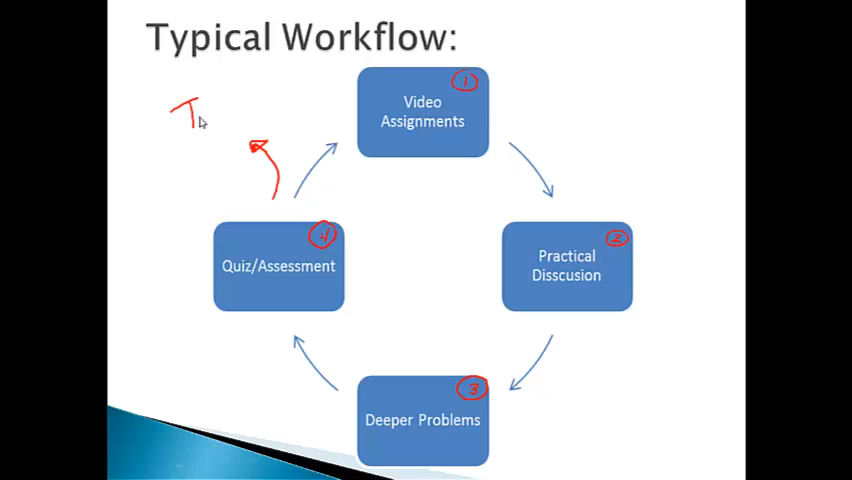 Typical Workflow:
1
Video
Assignments
T
2
Practical
Disscusion
4
Quiz/Assessment
3
Deeper Problems